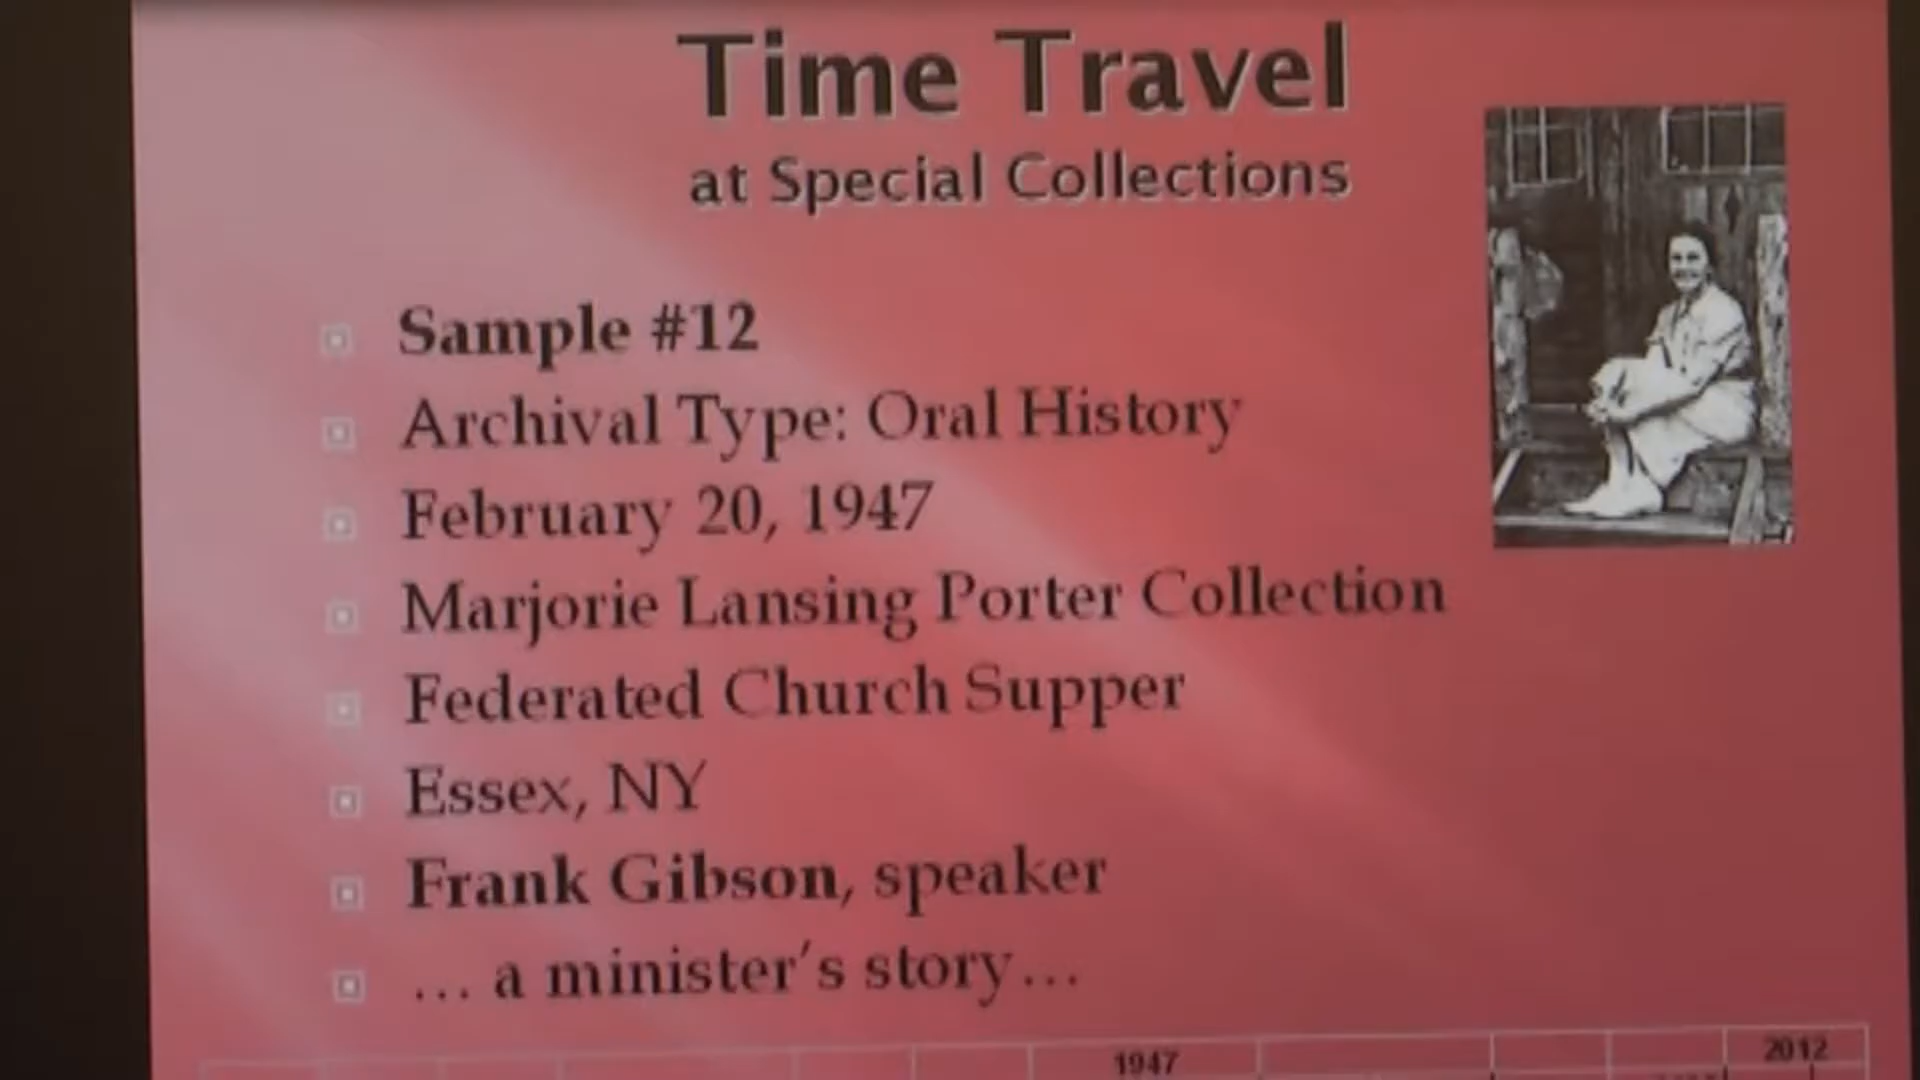 Time Travel
at Special Collections
Sample #12
Archival Type: Oral History
February 20, 1947
Marjorie Lansing Porter Collection
Federated Church Supper
Essex, NY
Frank Gibson, speaker
... a minister's story...
1947
2012